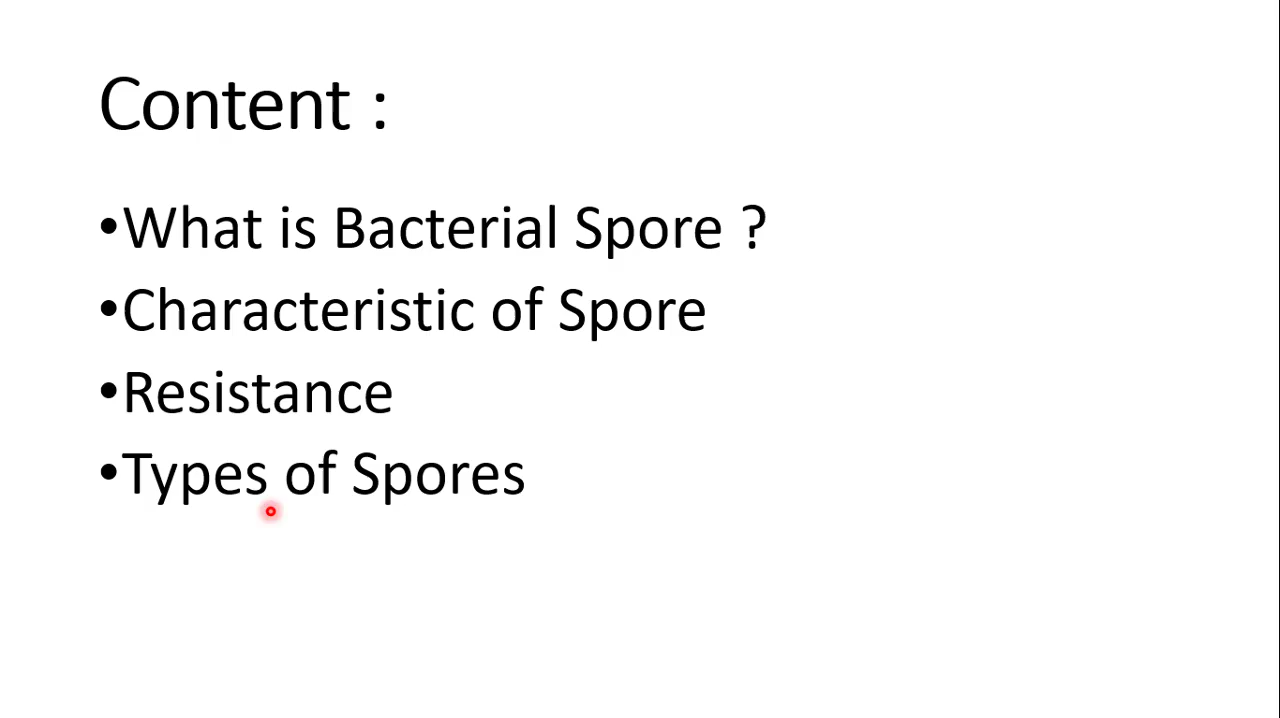 Content :
•What is Bacterial Spore ?
•Characteristic of Spore
•Resistance
•Types of Spores